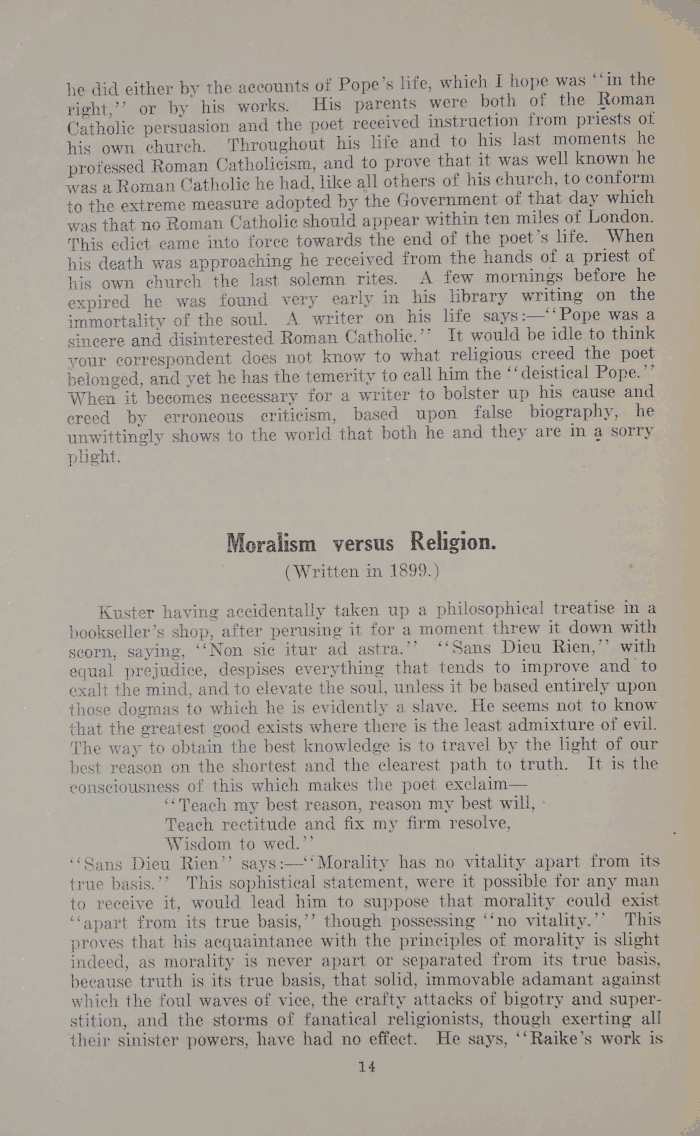 he did either by the accounts of Pope's life, which I hope was "in the
right," or by his works. His parents were both of the Roman
Catholic persuasion and the poet received instruction from priests of
his own church. Throughout his life and to his last moments he
professed Roman Catholicism, and to prove that it was well known he
was a Roman Catholic he had, like all others of his church, to conform
to the extreme measure adopted by the Government of that day which
was that no Roman Catholic should appear within ten miles of London.
This edict came into force towards the end of the poet's life. When
his death was approaching he received from the hands of a priest of
his own church the last solemn rites. A few mornings before he
expired he was found very early in his library writing on the
immortality of the soul. A writer on his life says:—"Pope was a
sincere and disinterested Roman Catholic." It would be idle to think
your correspondent does not know to what religious creed the poet
belonged, and yet he has the temerity to call him the "deistical Pope."
When it becomes necessary for a writer to bolster up his cause and
creed by erroneous criticism, based upon false biography, he
unwittingly shows to the world that both he and they are in a sorry
plight.
Moralism versus Religion.
(Written in 1899.)
Kuster having accidentally taken up a philosophical treatise in a
bookseller's shop, after perusing it for a moment threw it down with
scorn, saying, "Non sic itur ad astra." "Sans Dieu Rien," with
equal prejudice, despises everything that tends to improve and to
exalt the mind, and to elevate the soul, unless it be based entirely upon
those dogmas to which he is evidently a slave. He seems not to know
that the greatest good exists where there is the least admixture of evil.
The way to obtain the best knowledge is to travel by the light of our
best reason on the shortest and the clearest path to truth. It is the
consciousness of this which makes the poet exclaim—
"Teach my best reason, reason my best will,
Teach rectitude and fix my firm resolve,
Wisdom to wed."
"Sans Dieu Rien" says:—"Morality has no vitality apart from its
true basis." This sophistical statement, were it possible for any man
to receive it, would lead him to suppose that morality could exist
"apart from its true basis," though possessing "no vitality." This
proves that his acquaintance with the principles of morality is slight
indeed, as morality is never apart or separated from its true basis,
because truth is its true basis, that solid, immovable adamant against
which the foul waves of vice, the crafty attacks of bigotry and super-
stition, and the storms of fanatical religionists, though exerting all
their sinister powers, have had no effect. He says, "Raike's work is
14